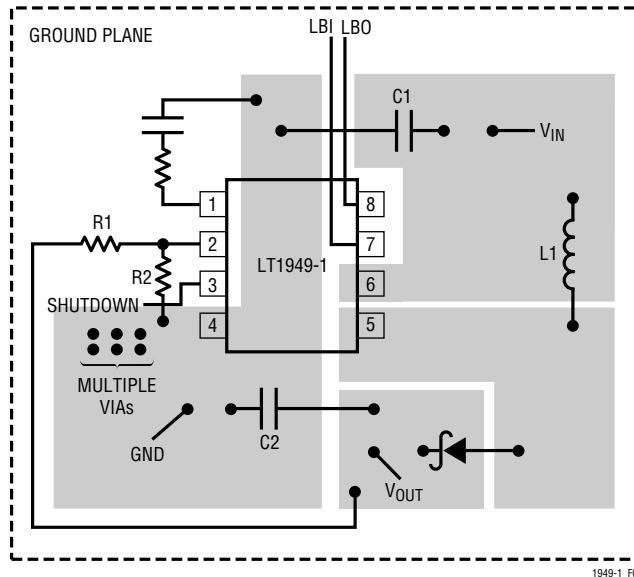 GROUND PLANE
LBI LBO
C1
VIN
1
8
R1
2
7
L1
R2
LT1949-1
3
6
SHUTDOWN
4
5
MULTIPLE
VIAs
C2
GND
VOUT